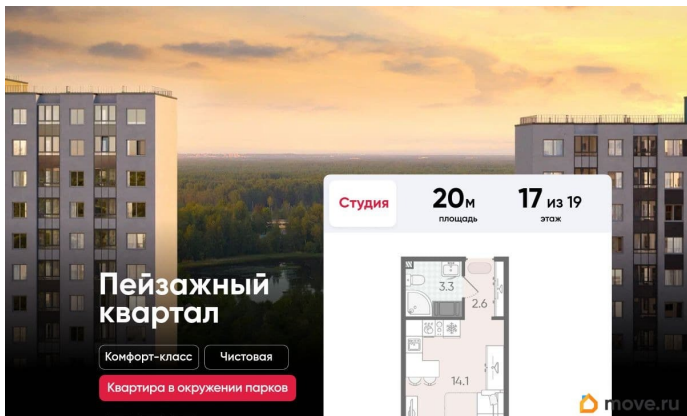 Студия
20м
площадь
17 из 19
этаж
Пейзажный
квартал
Комфорт-класс
Чистовая
Квартира в окружении парков
3.3
2.6
14.1
move.ru